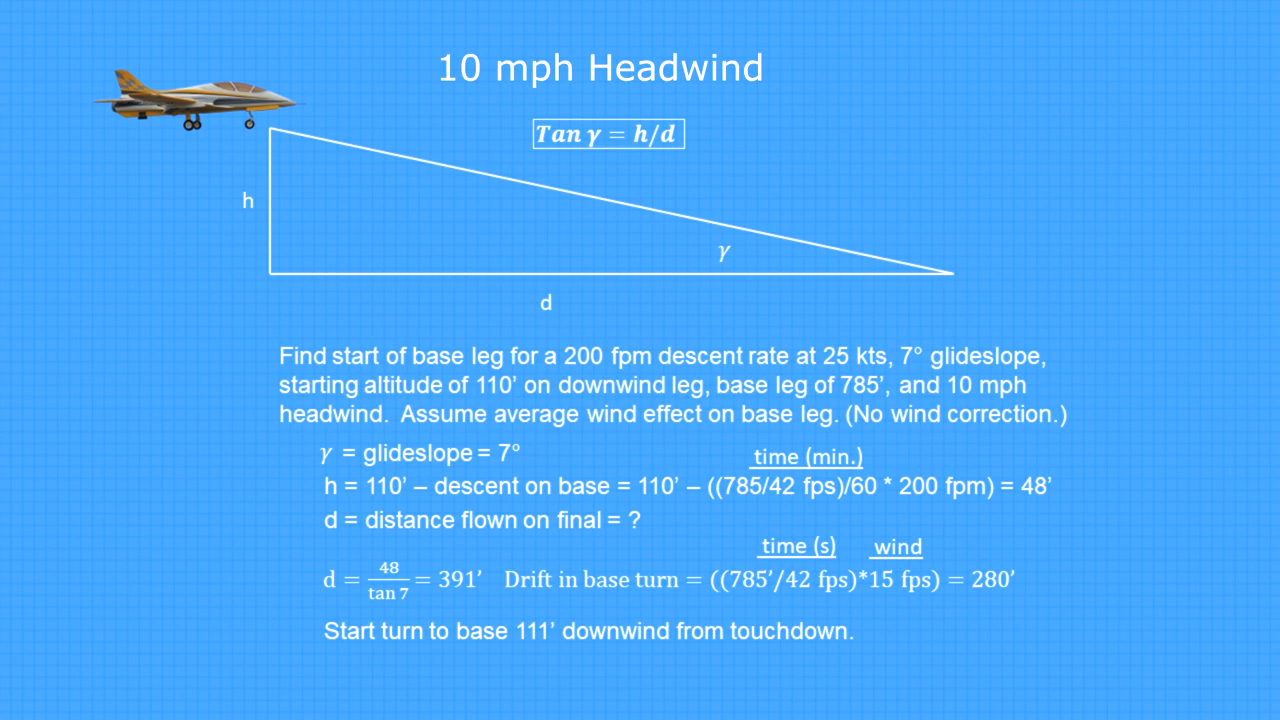 10 mph Headwind
Tan γ = h/d
h
γ
d
Find start of base leg for a 200 fpm descent rate at 25 kts, 7° glideslope,
starting altitude of 110’ on downwind leg, base leg of 785’, and 10 mph
headwind.  Assume average wind effect on base leg. (No wind correction.)
γ = glideslope = 7°
time (min.)
h = 110’ – descent on base = 110’ – ((785/42 fps)/60 * 200 fpm) = 48’
d = distance flown on final = ?
time (s) wind
d = 48/tan 7 = 391′ Drift in base turn = ((785′/42 fps)*15 fps) = 280′
Start turn to base 111’ downwind from touchdown.